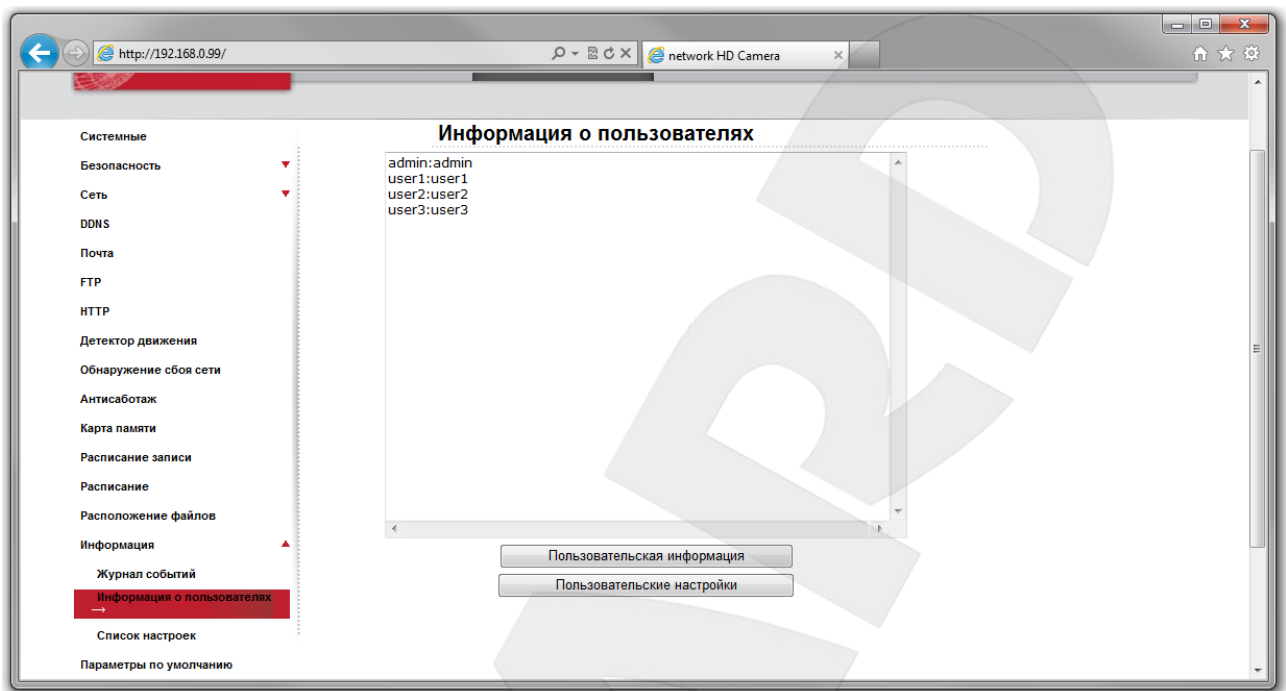 http://192.168.0.99/
network HD Camera
Информация о пользователях
admin:admin
user1:user1
user2:user2
user3:user3
Системные
Безопасность
Сеть
DDNS
Почта
FTP
HTTP
Детектор движения
Обнаружение сбоя сети
Антисаботаж
Карта памяти
Расписание записи
Расписание
Расположение файлов
Информация
Журнал событий
Информация о пользователях
Список настроек
Параметры по умолчанию
Пользовательская информация
Пользовательские настройки